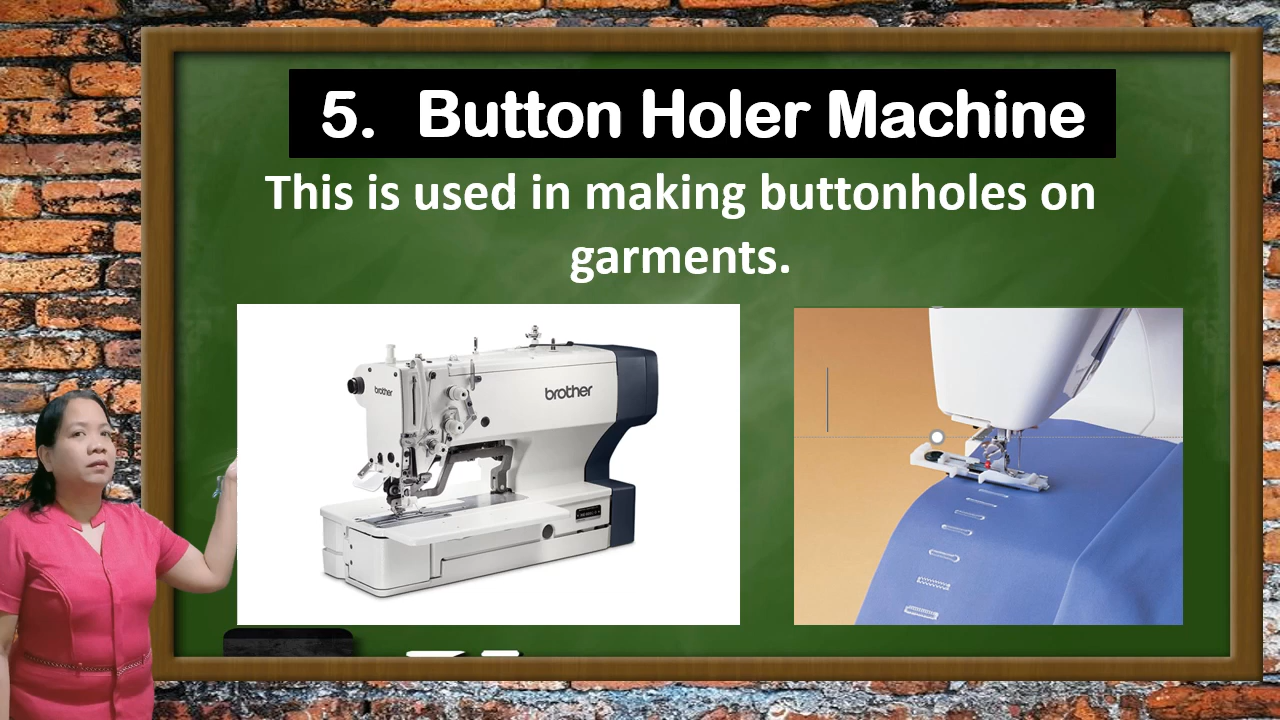 5. Button Holer Machine
This is used in making buttonholes on
garments.
brother
brother